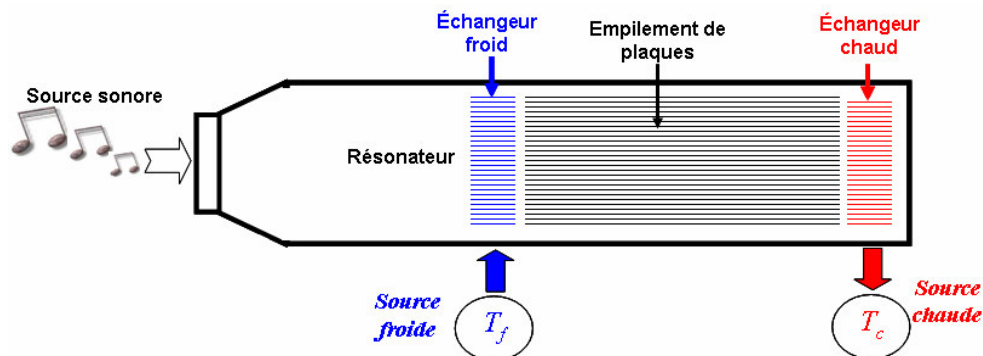 Échangeur
froid
Empilement de
plaques
Échangeur
chaud
Source sonore
Résonateur
Source
froide
T_f
T_c
Source
chaude